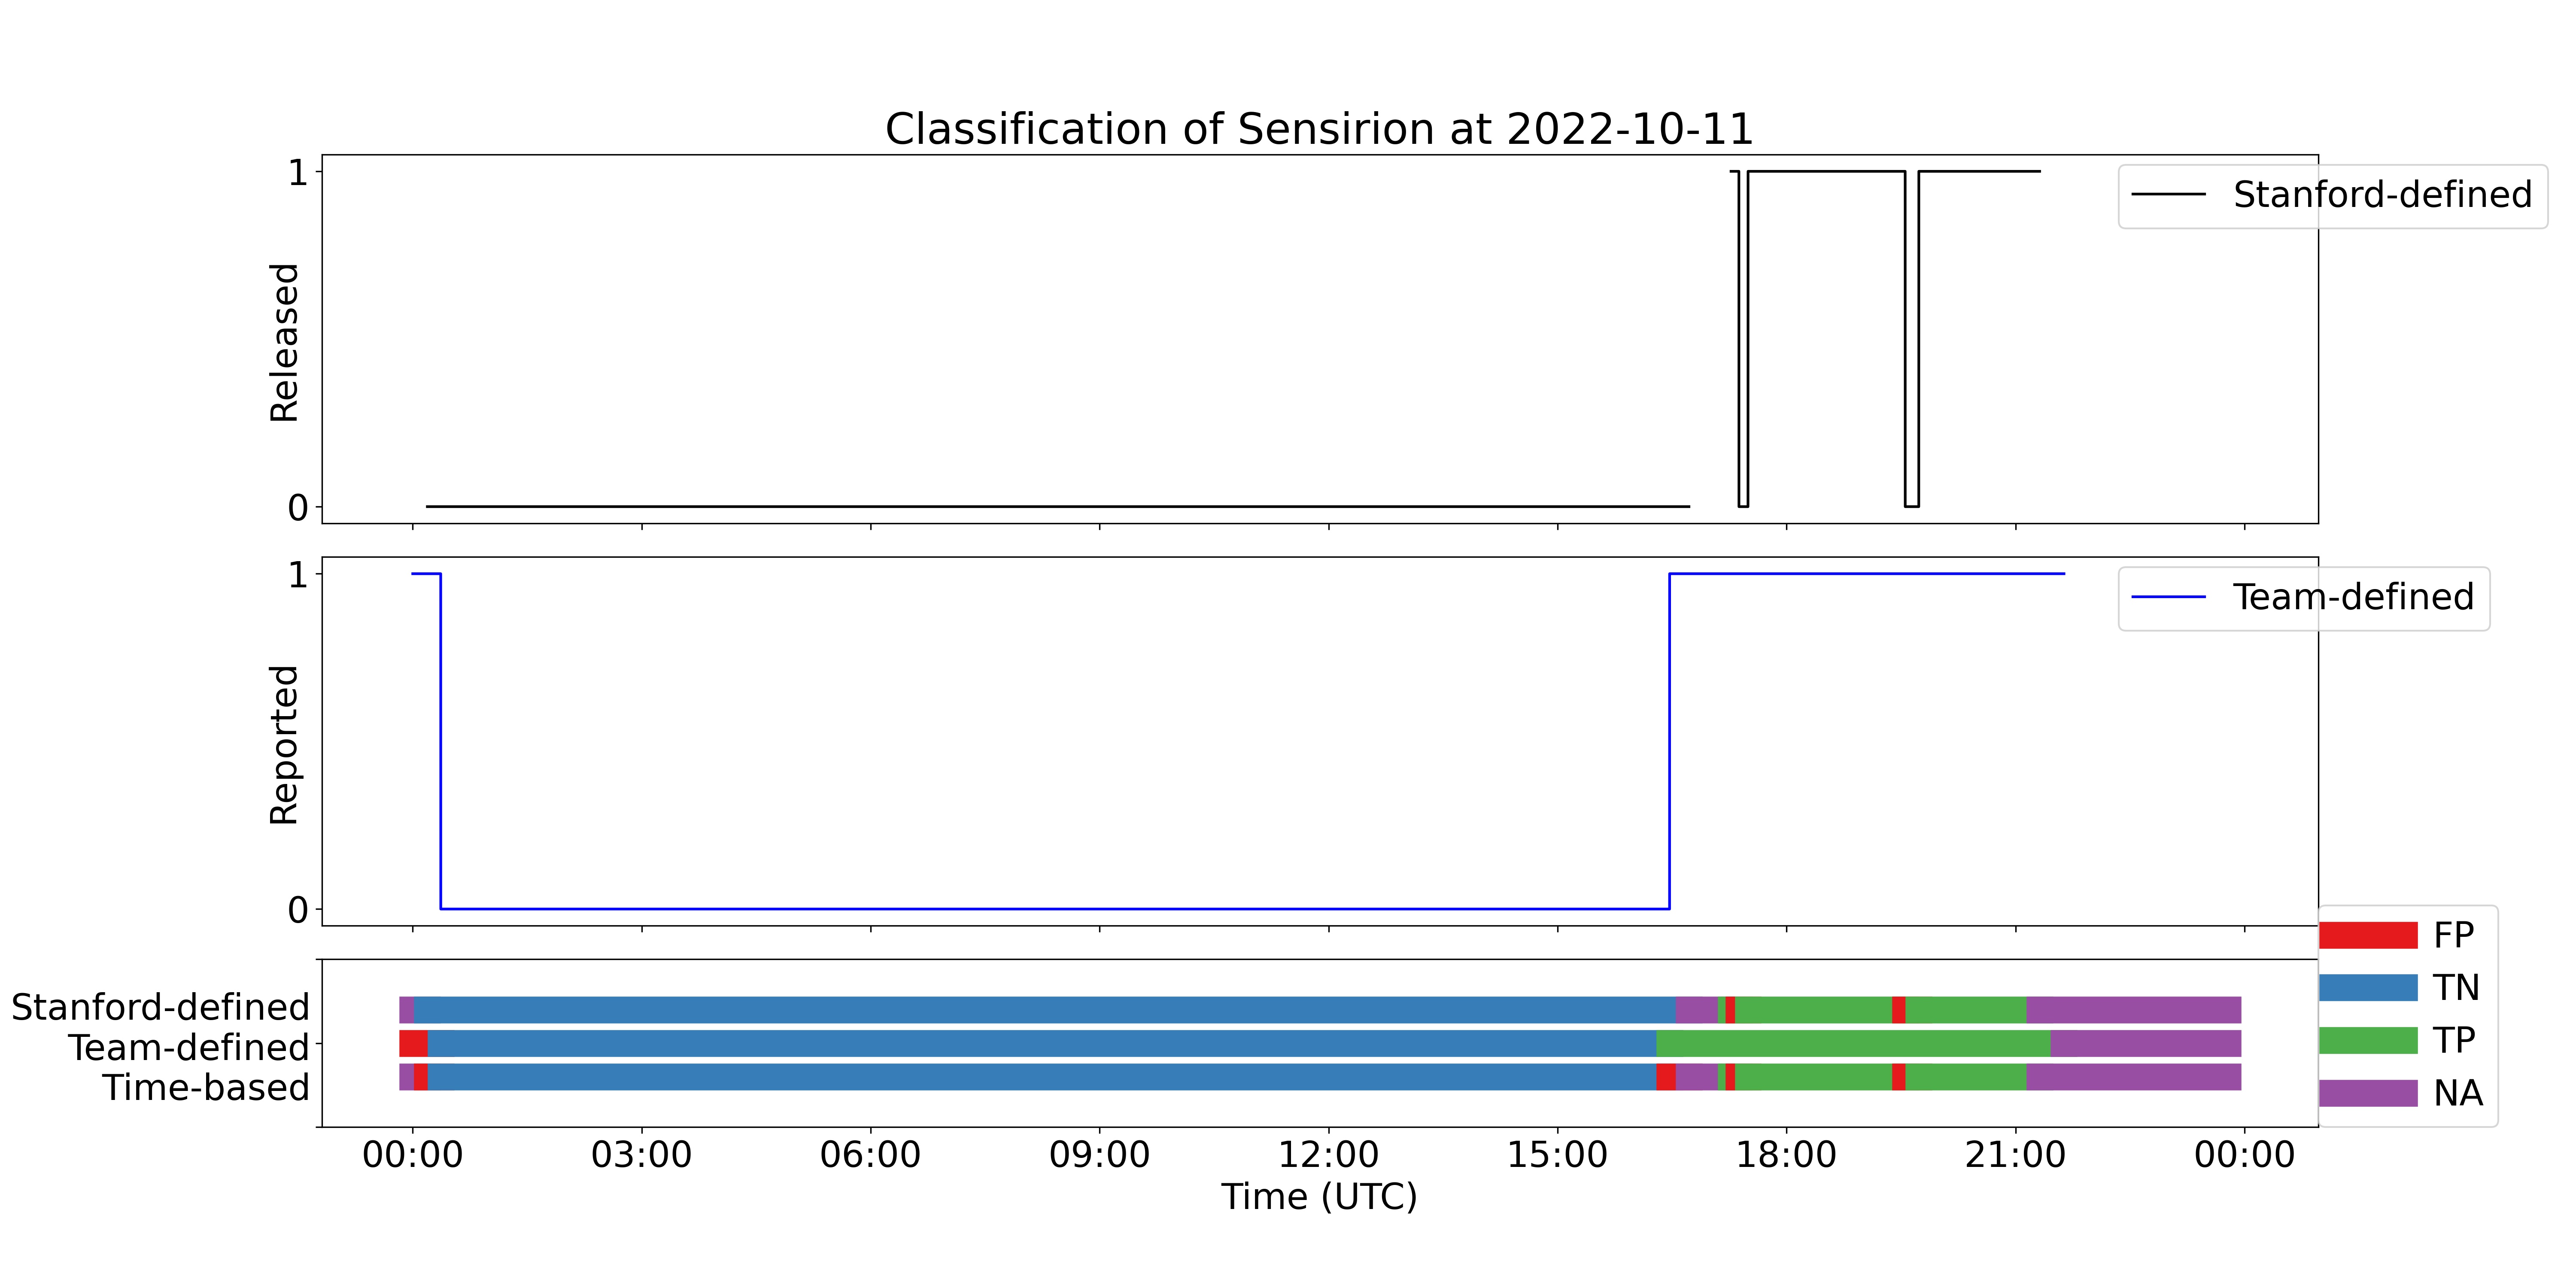 Classification of Sensirion at 2022-10-11
1
Released
0
Stanford-defined
1
Reported
0
Team-defined
FP
TN
TP
NA
Stanford-defined
Team-defined
Time-based
00:00 03:00 06:00 09:00 12:00 15:00 18:00 21:00 00:00
Time (UTC)